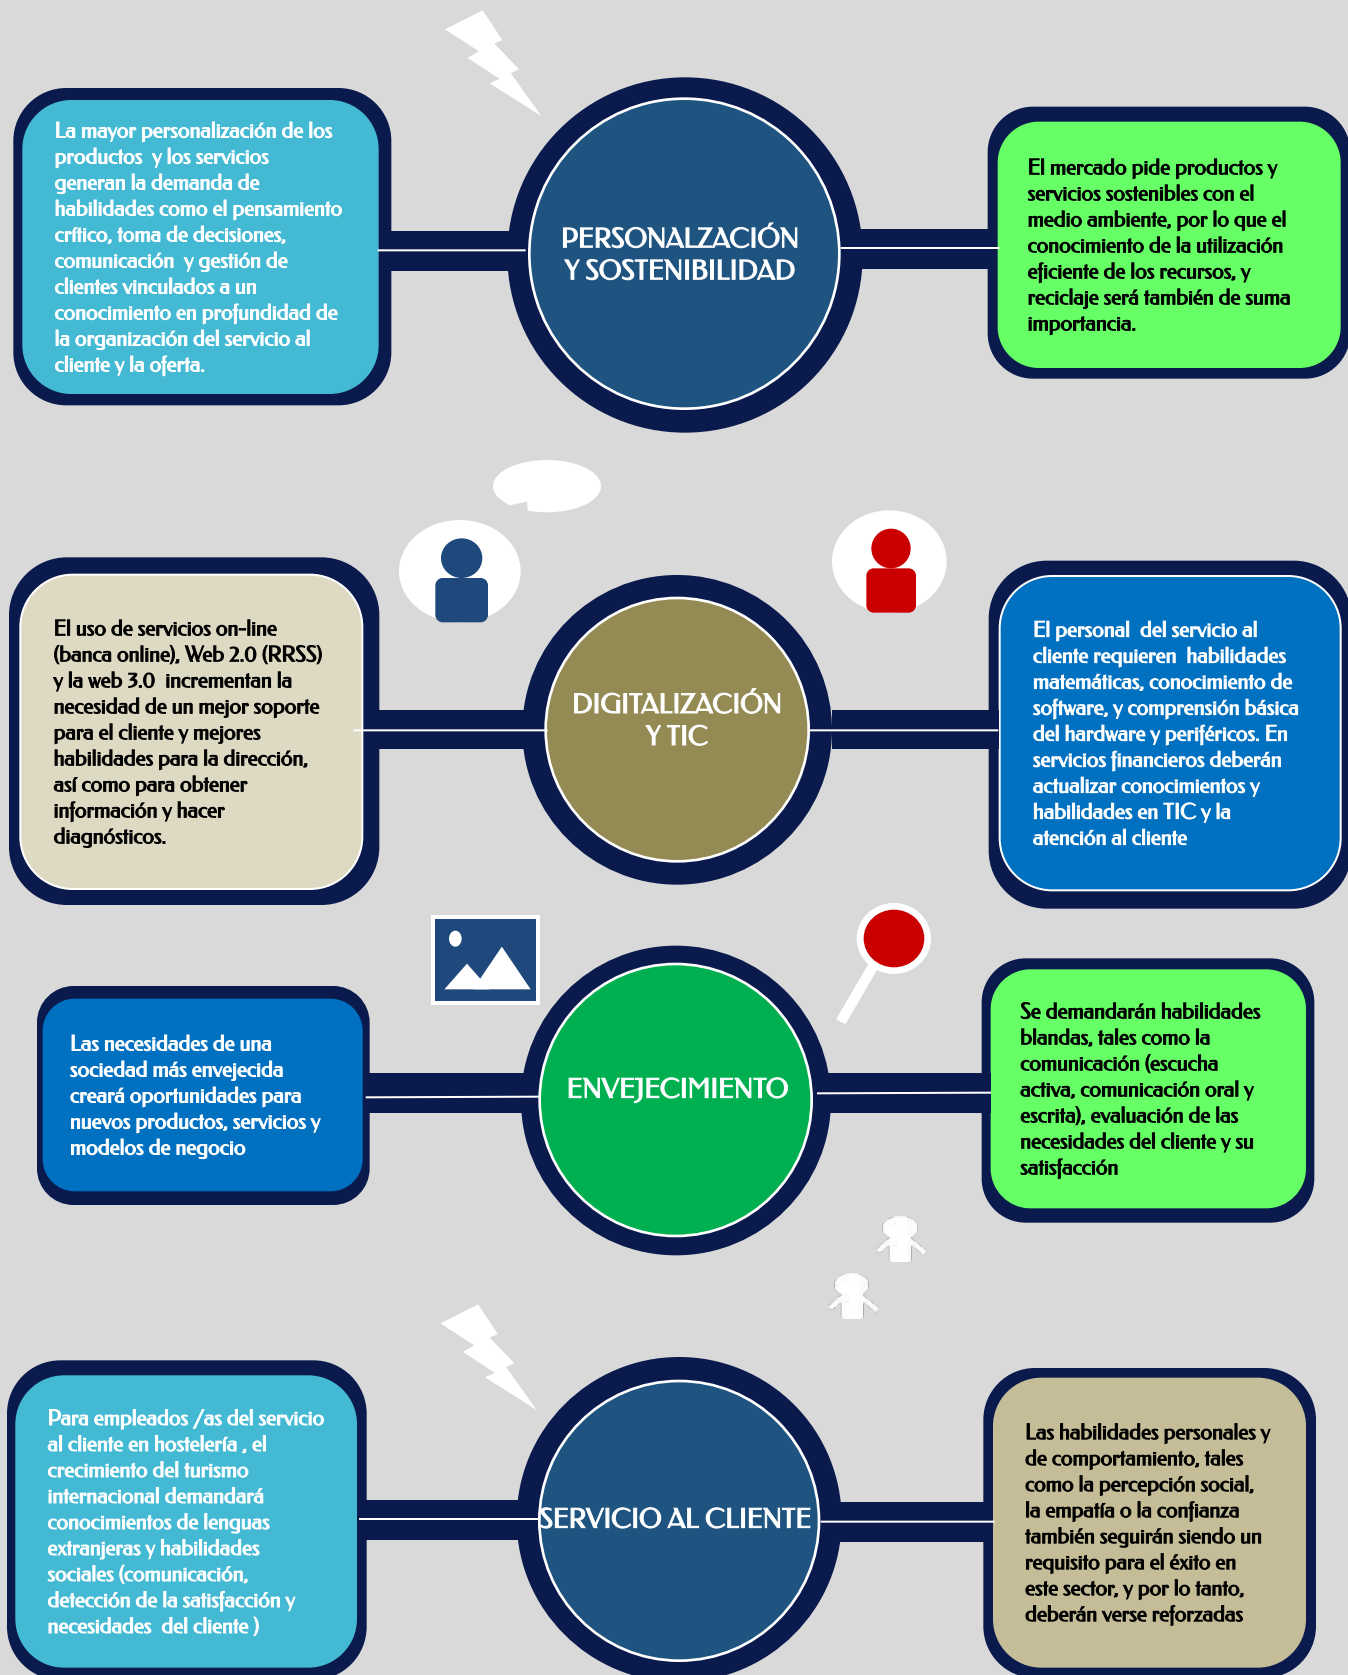 La mayor personalización de los
productos y los servicios
generan la demanda de
habilidades como el pensamiento
crítico, toma de decisiones,
comunicación y gestión de
clientes vinculados a un
conocimiento en profundidad de
la organización del servicio al
cliente y la oferta.
PERSONALZACIÓN
Y SOSTENIBILIDAD
El mercado pide productos y
servicios sostenibles con el
medio ambiente, por lo que el
conocimiento de la utilización
eficiente de los recursos, y
reciclaje será también de suma
importancia.
El uso de servicios on-line
(banca online), Web 2.0 (RRSS)
y la web 3.0 incrementan la
necesidad de un mejor soporte
para el cliente y mejores
habilidades para la dirección,
así como para obtener
información y hacer
diagnósticos.
DIGITALIZACIÓN
Y TIC
El personal del servicio al
cliente requieren habilidades
matemáticas, conocimiento de
software, y comprensión básica
del hardware y periféricos. En
servicios financieros deberán
actualizar conocimientos y
habilidades en TIC y la
atención al cliente
Las necesidades de una
sociedad más envejecida
creará oportunidades para
nuevos productos, servicios y
modelos de negocio
ENVEJECIMIENTO
Se demandarán habilidades
blandas, tales como la
comunicación (escucha
activa, comunicación oral y
escrita), evaluación de las
necesidades del cliente y su
satisfacción
Para empleados /as del servicio
al cliente en hostelería , el
crecimiento del turismo
internacional demandará
conocimientos de lenguas
extranjeras y habilidades
sociales (comunicación,
detección de la satisfacción y
necesidades del cliente )
SERVICIO AL CLIENTE
Las habilidades personales y
de comportamiento, tales
como la percepción social,
la empatía o la confianza
también seguirán siendo un
requisito para el éxito en
este sector, y por lo tanto,
deberán verse reforzadas